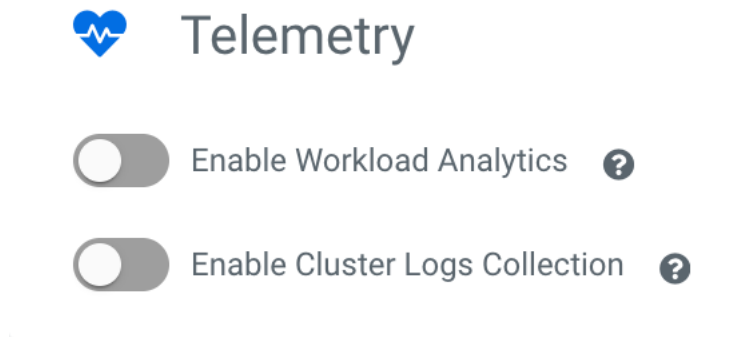 Telemetry
Enable Workload Analytics ?
Enable Cluster Logs Collection ?